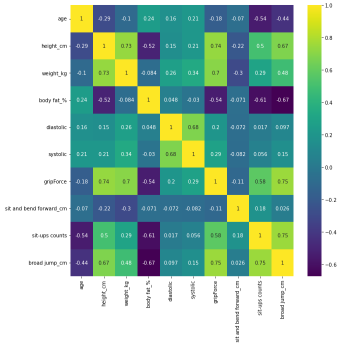 age 1 -0.29 -0.1 0.24 0.16 0.21 -0.18 -0.07 -0.54 -0.44
height_cm -0.29 1 0.73 -0.52 0.15 0.21 0.74 -0.22 0.5 0.67
weight_kg -0.1 0.73 1 -0.084 0.26 0.34 0.7 -0.3 0.29 0.48
body fat_% 0.24 -0.52 -0.084 1 0.048 -0.03 -0.54 -0.071 -0.61 -0.67
diastolic 0.16 0.15 0.26 0.048 1 0.68 0.2 -0.072 0.017 0.097
systolic 0.21 0.21 0.34 -0.03 0.68 1 0.29 -0.082 0.056 0.15
gripForce -0.18 0.74 0.7 -0.54 0.2 0.29 1 -0.11 0.58 0.75
sit and bend forward_cm -0.07 -0.22 -0.3 -0.071 -0.072 -0.082 -0.11 1 0.18 0.026
sit-ups counts -0.54 0.5 0.29 -0.61 0.017 0.056 0.58 0.18 1 0.75
broad jump_cm -0.44 0.67 0.48 -0.67 0.097 0.15 0.75 0.026 0.75 1
age height_cm weight_kg body fat_% diastolic systolic gripForce sit and bend forward_cm sit-ups counts broad jump_cm
1.0
0.8
0.6
0.4
0.2
0.0
-0.2
-0.4
-0.6